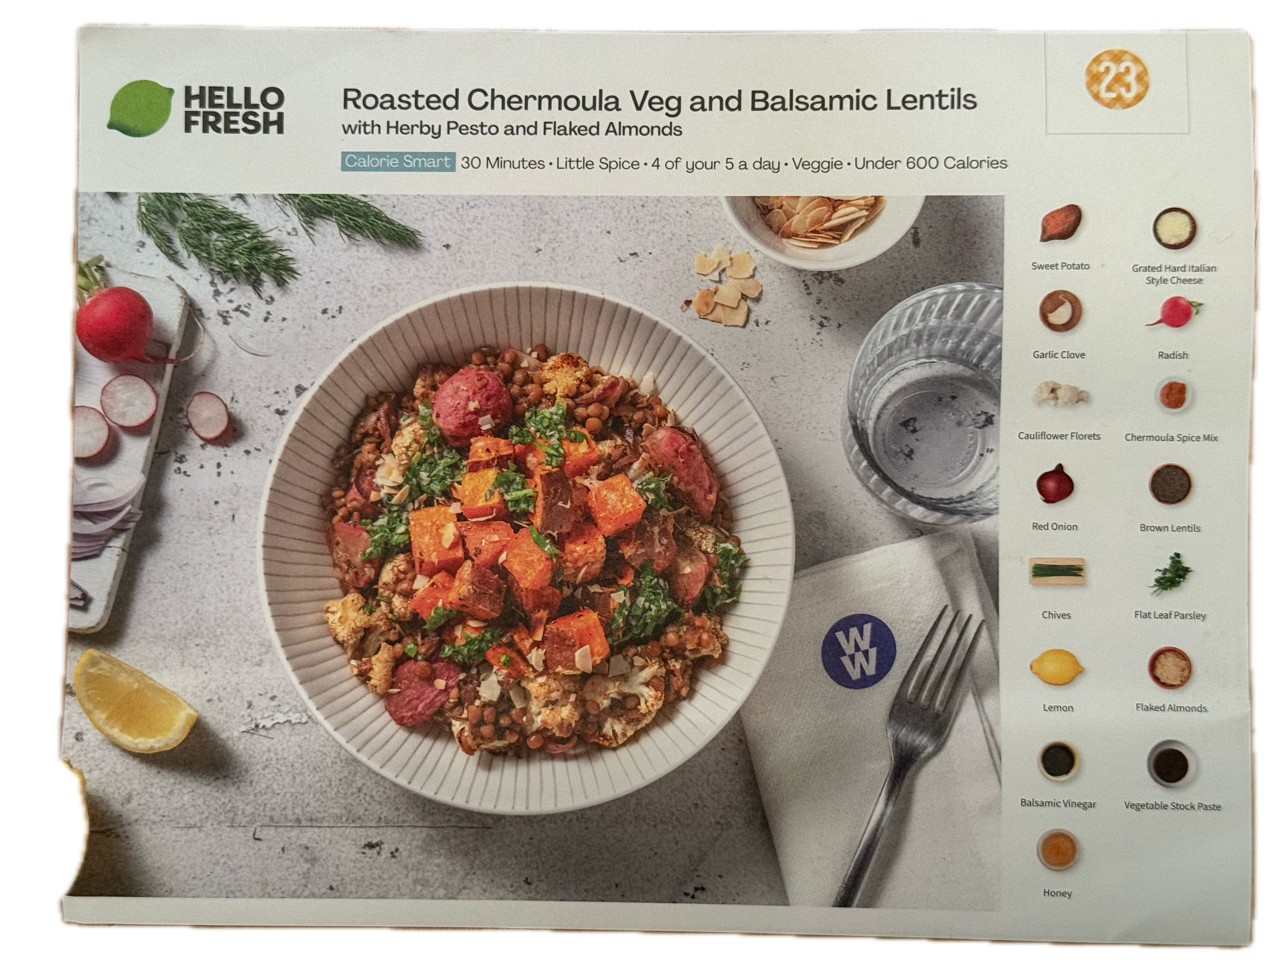 HELLO
FRESH
Roasted Chermoula Veg and Balsamic Lentils
with Herby Pesto and Flaked Almonds
Calorie Smart 30 Minutes • Little Spice • 4 of your 5 a day • Veggie • Under 600 Calories
23
WW
Sweet Potato
Grated Hard Italian
Style Cheese
Garlic Clove
Radish
Cauliflower Florets
Chermoula Spice Mix
Red Onion
Brown Lentils
Chives
Flat Leaf Parsley
Lemon
Flaked Almonds
Balsamic Vinegar
Vegetable Stock Paste
Honey